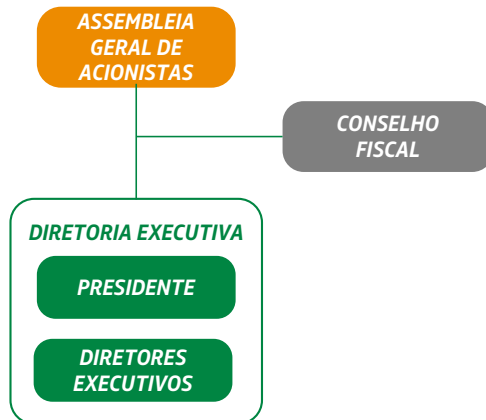 ASSEMBLEIA
GERAL DE
ACIONISTAS
CONSELHO
FISCAL
DIRETORIA EXECUTIVA
PRESIDENTE
DIRETORES
EXECUTIVOS